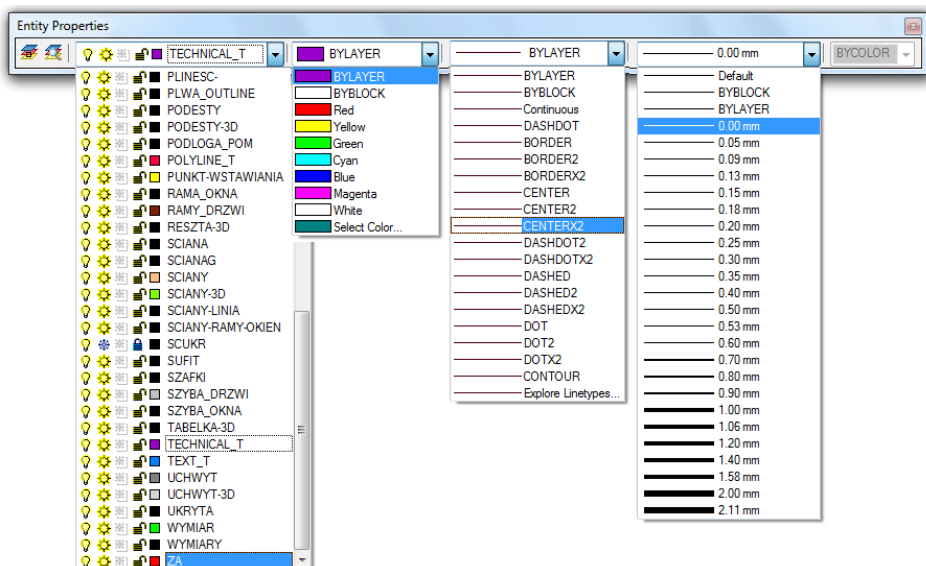 Entity Properties
TECHNICAL_T
BYLAYER
BYLAYER
0.00 mm
BYCOLOR
PLINESC-
PLWA_OUTLINE
PODESTY
PODESTY-3D
PODLOGA_POM
POLYLINE_T
PUNKT-WSTAWIANIA
RAMA_OKNA
RAMY_DRZWI
RESZTA-3D
SCIANA
SCIANAG
SCIANY
SCIANY-3D
SCIANY-LINIA
SCIANY-RAMY-OKIEN
SCUKR
SUFIT
SZAFKI
SZYBA_DRZWI
SZYBA_OKNA
TABELKA-3D
TECHNICAL_T
TEXT_T
UCHWYT
UCHWYT-3D
UKRYTA
WYMIAR
WYMIARY
ZA
BYLAYER
BYBLOCK
Red
Yellow
Green
Cyan
Blue
Magenta
White
Select Color...
BYLAYER
BYBLOCK
Continuous
DASHDOT
BORDER
BORDER2
BORDERX2
CENTER
CENTER2
CENTERX2
DASHDOT2
DASHDOTX2
DASHED
DASHED2
DASHEDX2
DOT
DOT2
DOTX2
CONTOUR
Explore Linetypes...
Default
BYBLOCK
BYLAYER
0.00 mm
0.05 mm
0.09 mm
0.13 mm
0.15 mm
0.18 mm
0.20 mm
0.25 mm
0.30 mm
0.35 mm
0.40 mm
0.50 mm
0.53 mm
0.60 mm
0.70 mm
0.80 mm
0.90 mm
1.00 mm
1.06 mm
1.20 mm
1.40 mm
1.58 mm
2.00 mm
2.11 mm